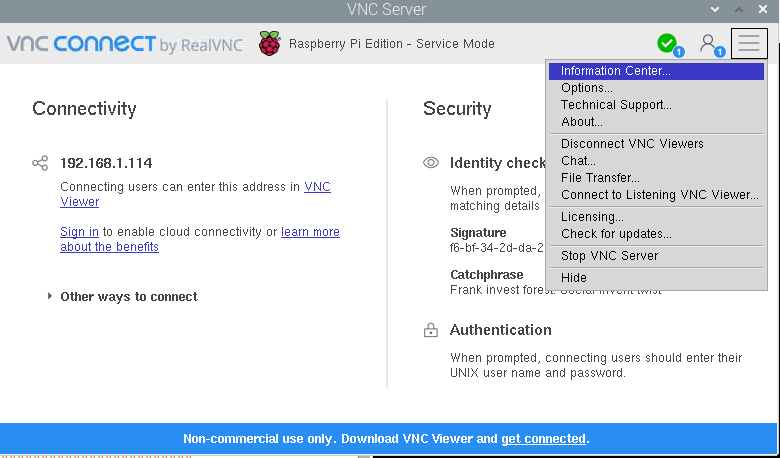 VNC Server
vnc connect by RealVNC
Raspberry Pi Edition - Service Mode
1
1
Connectivity
192.168.1.114
Connecting users can enter this address in VNC
Viewer
Sign in to enable cloud connectivity or learn more
about the benefits
Other ways to connect
Security
Identity check
When prompted,
matching details
Signature
f6-bf-34-2d-da-2
Catchphrase
Frank invest forest. Social invent twist
Authentication
When prompted, connecting users should enter their
UNIX user name and password.
Information Center...
Options...
Technical Support...
About...
Disconnect VNC Viewers
Chat...
File Transfer...
Connect to Listening VNC Viewer...
Licensing...
Check for updates...
Stop VNC Server
Hide
Non-commercial use only. Download VNC Viewer and get connected.